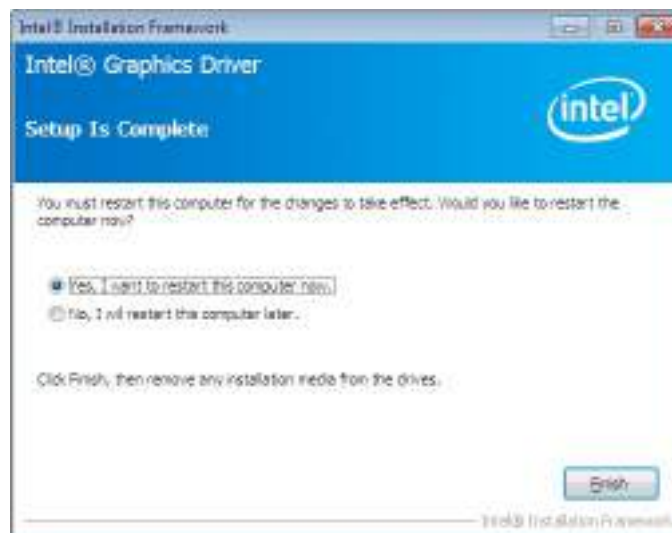 Intel® Installation Framework
Intel® Graphics Driver
intel
Setup Is Complete
You must restart this computer for the changes to take effect. Would you like to restart the
computer now?
Yes, I want to restart this computer now.
No, I will restart this computer later.
Click Finish, then remove any installation media from the drives.
Finish
Intel® Installation Framework